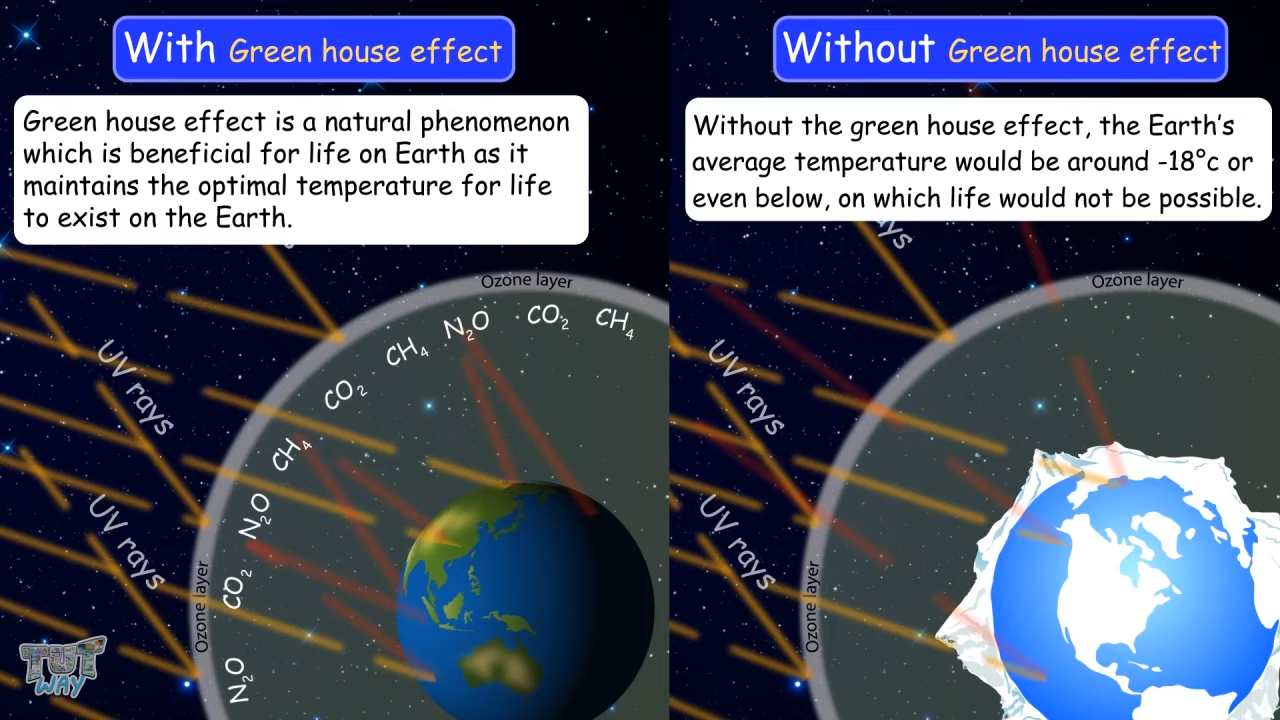 With Green house effect
Green house effect is a natural phenomenon
which is beneficial for life on Earth as it
maintains the optimal temperature for life
to exist on the Earth.
Ozone layer
N₂O
CO₂
CH₄
CH₄
CO₂
CH₄
N₂O
CO₂
N₂O
UV rays
UV rays
Ozone layer
TUT
WAY
Without Green house effect
Without the green house effect, the Earth's
average temperature would be around -18°c or
even below, on which life would not be possible.
ays
Ozone layer
UV rays
UV rays
Ozone layer